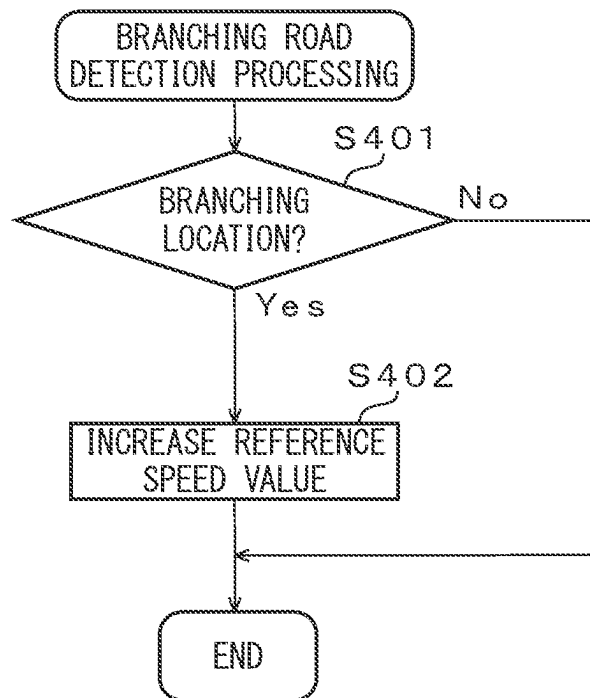 BRANCHING ROAD
DETECTION PROCESSING
S401
BRANCHING
LOCATION?
No
Yes
S402
INCREASE REFERENCE
SPEED VALUE
END